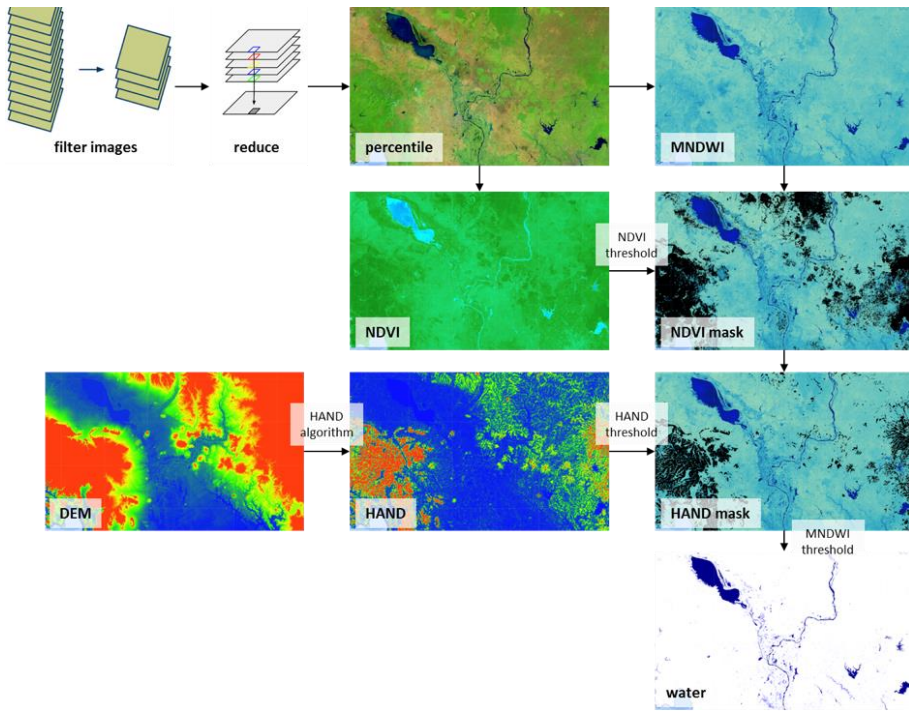 filter images
reduce
percentile
MNDWI
NDVI
threshold
NDVI
NDVI mask
HAND
algorithm
HAND
threshold
DEM
HAND
HAND mask
MNDWI
threshold
water